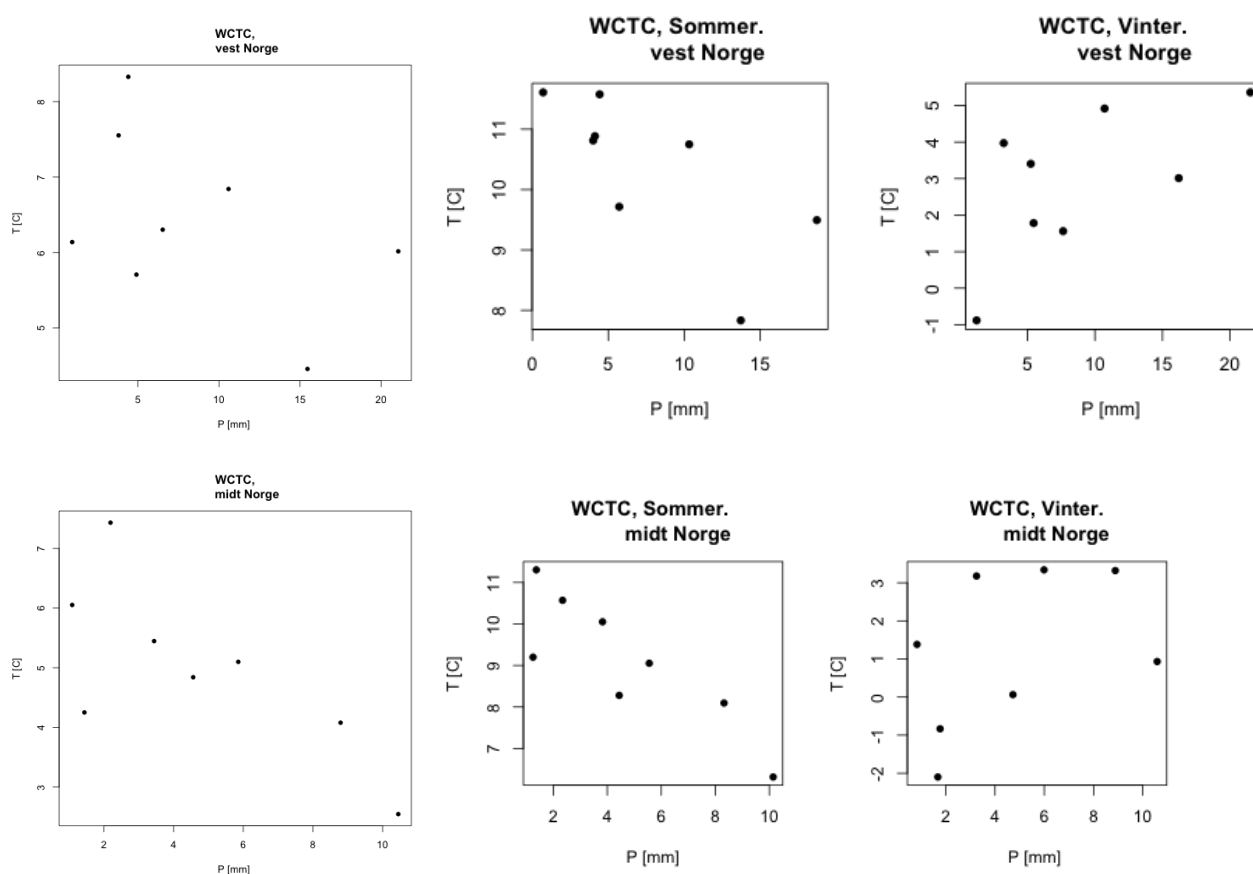 WCTC,
vest Norge
8
7
6
5
T [C]
5
10
15
20
P [mm]
WCTC, Sommer.
vest Norge
11
10
9
8
T [C]
0
5
10
15
P [mm]
WCTC, Vinter.
vest Norge
5
4
3
2
1
0
-1
T [C]
5
10
15
20
P [mm]
WCTC,
midt Norge
7
6
5
4
3
T [C]
2
4
6
8
10
P [mm]
WCTC, Sommer.
midt Norge
11
10
9
8
7
T [C]
2
4
6
8
10
P [mm]
WCTC, Vinter.
midt Norge
3
2
1
0
-1
-2
T [C]
2
4
6
8
10
P [mm]